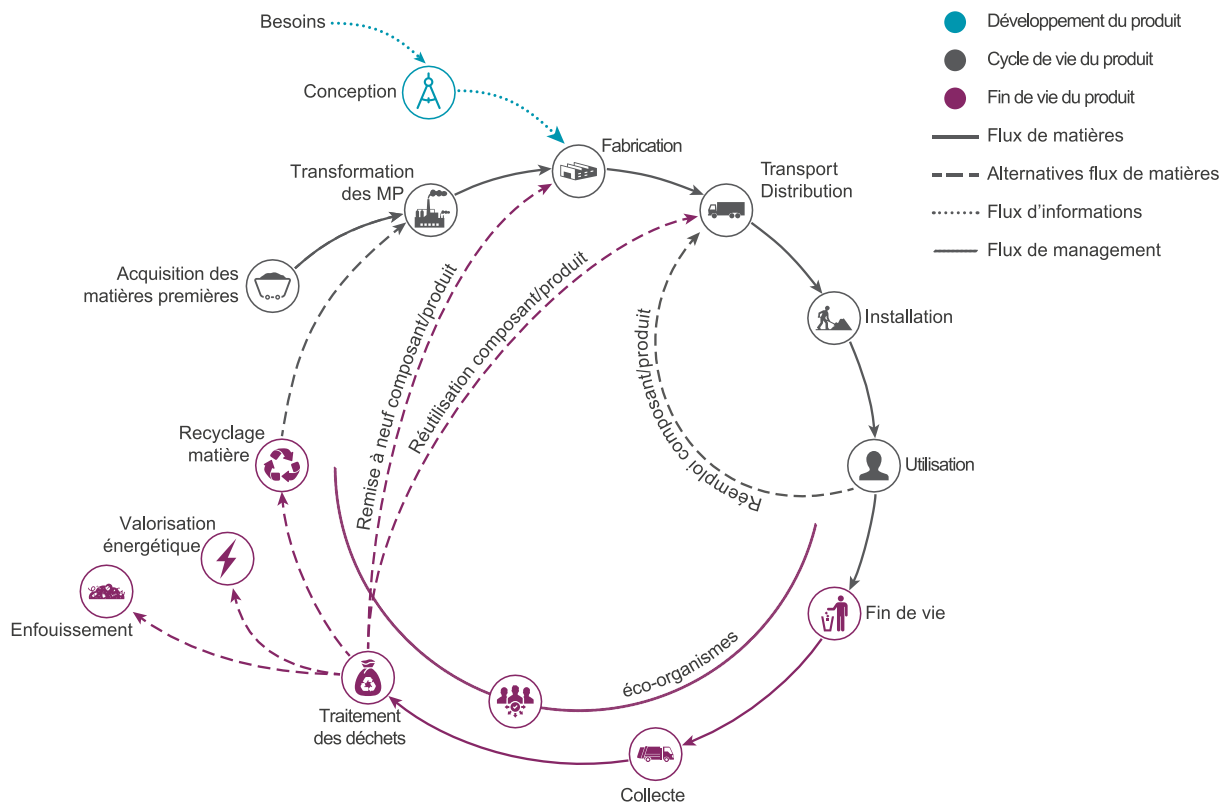 Besoins
Conception
Fabrication
Transformation
des MP
Transport
Distribution
Acquisition des
matières premières
Installation
Remise à neuf composant/produit
Réutilisation composant/produit
Réemploi composant/produit
Recyclage
matière
Utilisation
Valorisation
énergétique
Enfouissement
Fin de vie
éco-organismes
Traitement
des déchets
Collecte
Développement du produit
Cycle de vie du produit
Fin de vie du produit
Flux de matières
Alternatives flux de matières
Flux d'informations
Flux de management